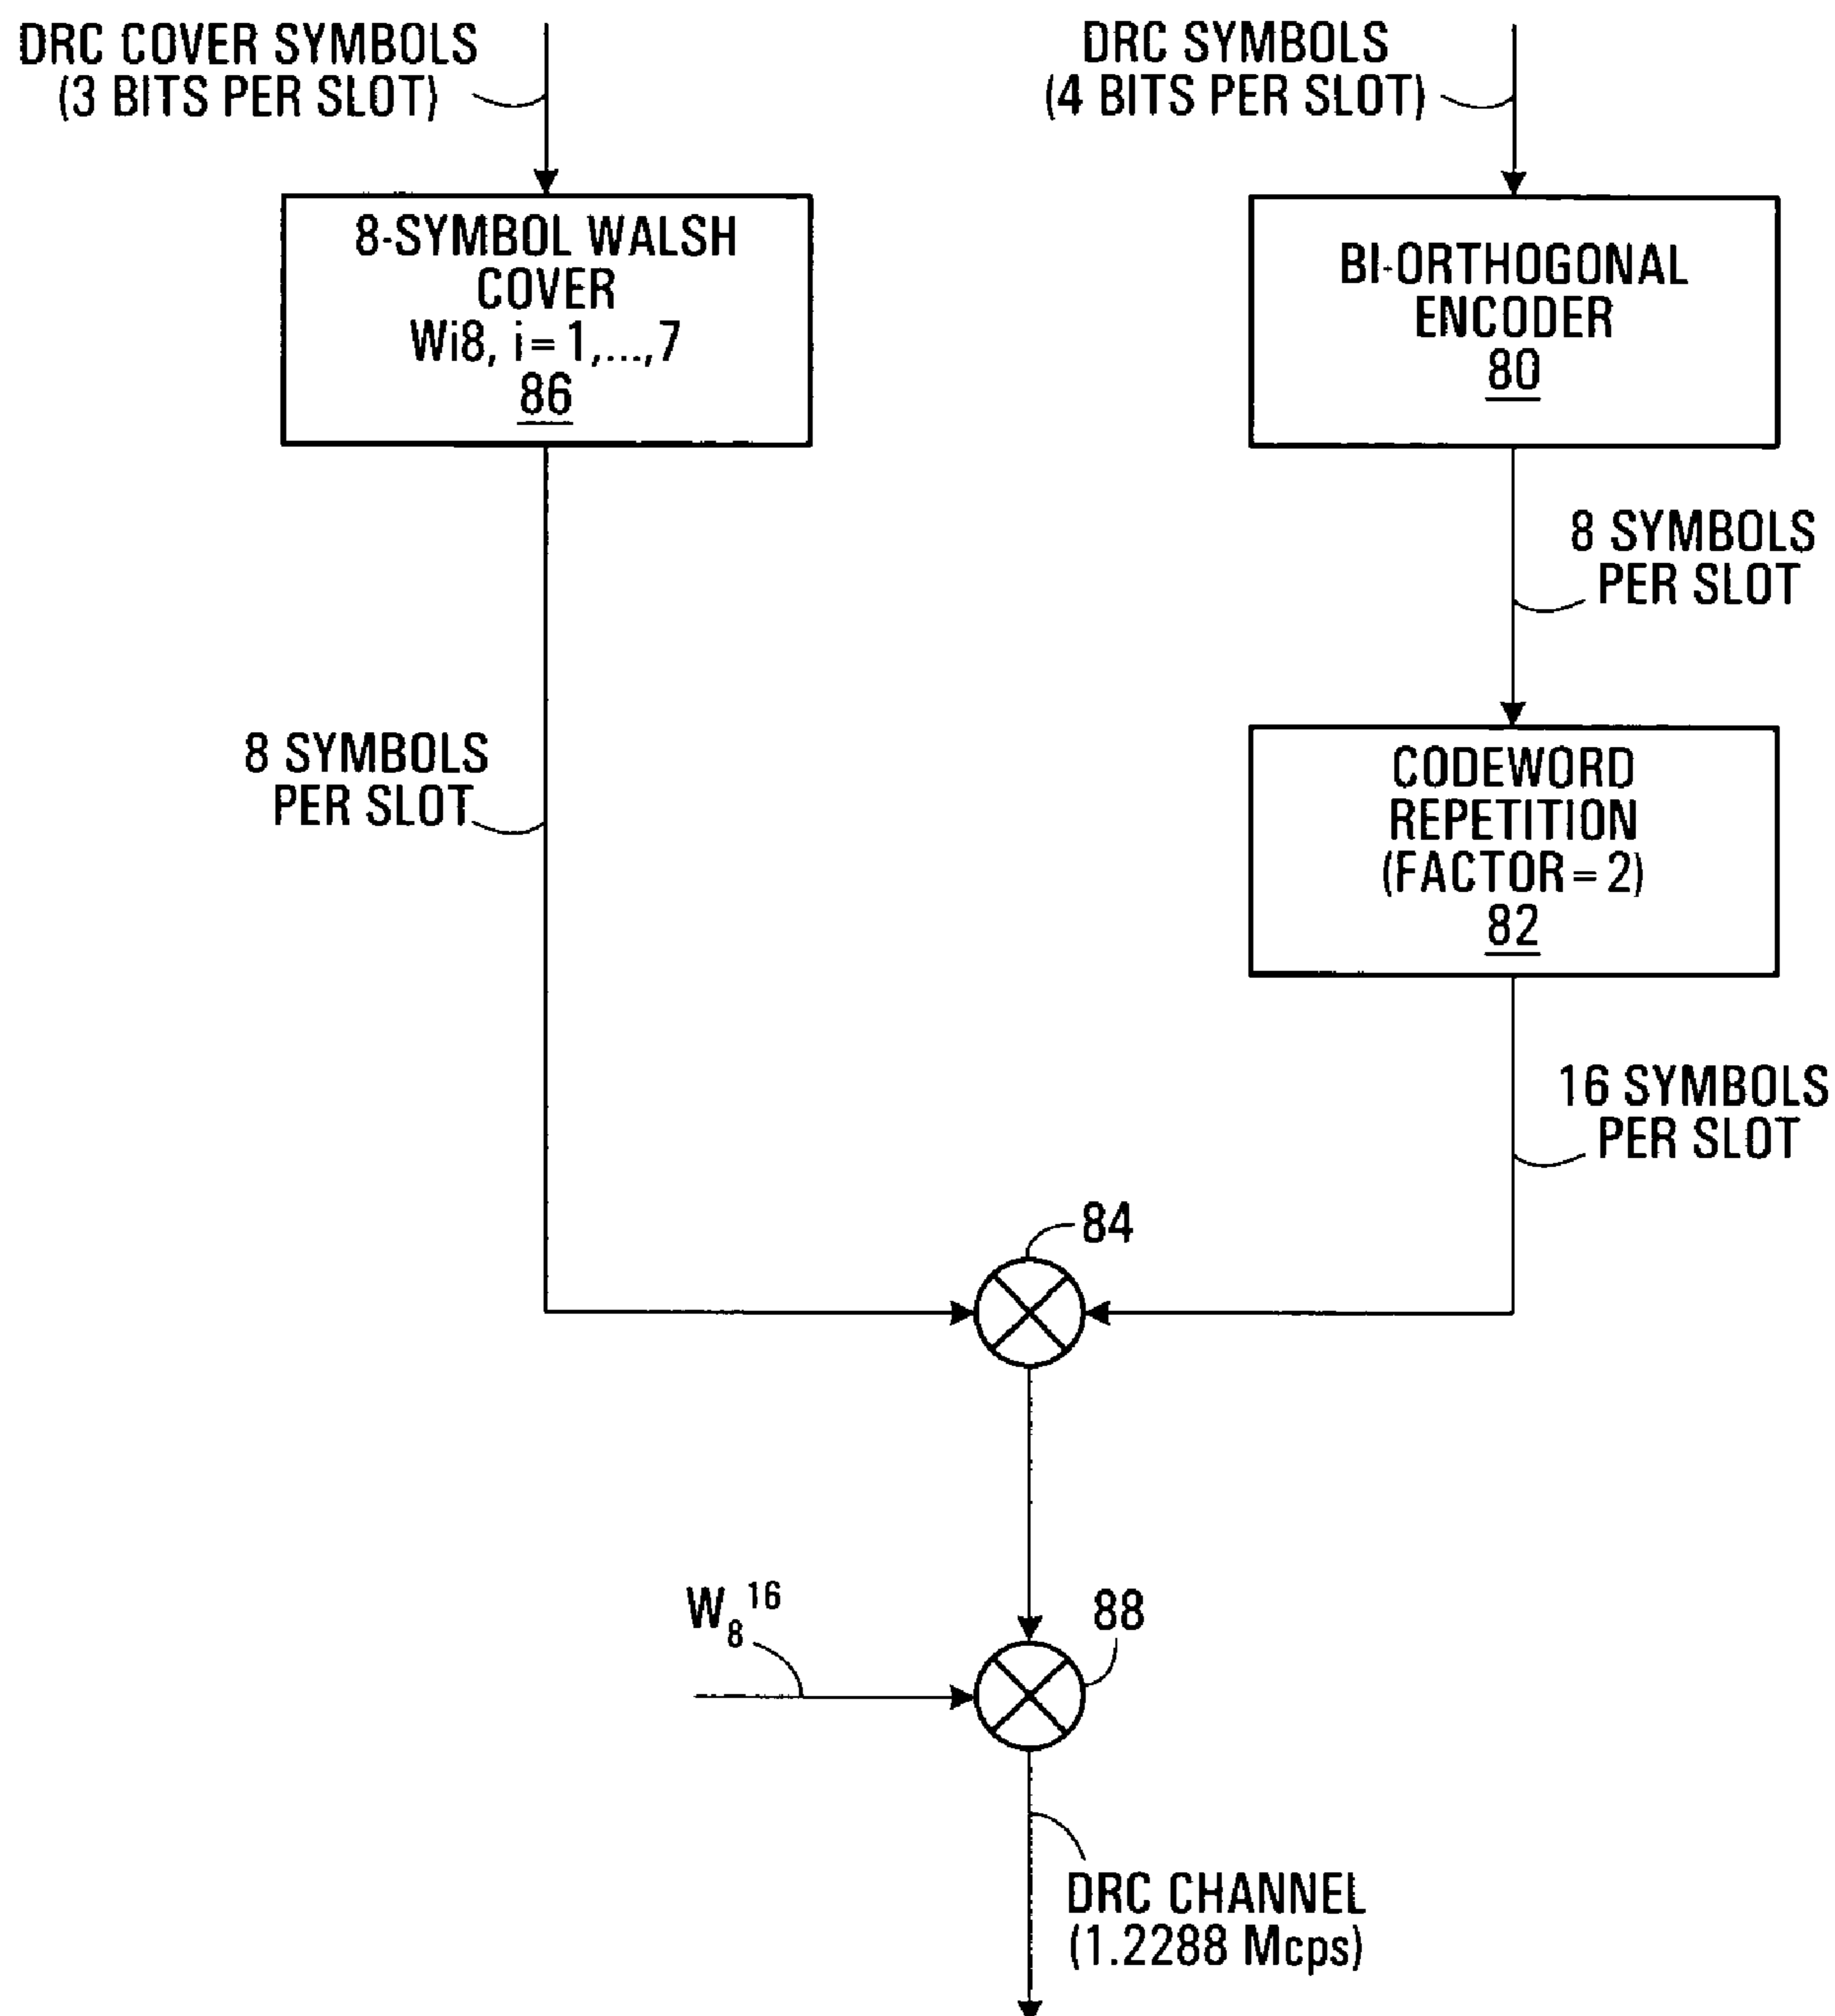 DRC COVER SYMBOLS
(3 BITS PER SLOT)
DRC SYMBOLS
(4 BITS PER SLOT)
8-SYMBOL WALSH
COVER
Wi8, i = 1,...,7
86
BI-ORTHOGONAL
ENCODER
80
8 SYMBOLS
PER SLOT
8 SYMBOLS
PER SLOT
CODEWORD
REPETITION
(FACTOR = 2)
82
16 SYMBOLS
PER SLOT
84
W₈¹⁶
88
DRC CHANNEL
(1.2288 Mcps)